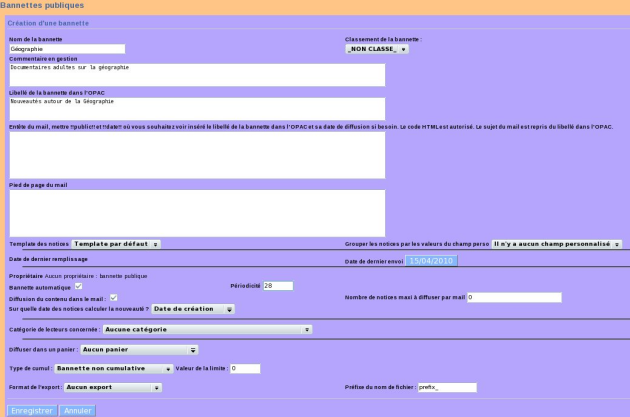 Bannettes publiques
Création d'une bannette
Nom de la bannette Classement de la bannette :
Géographie _NON CLASSE_
Commentaire en gestion
Documentaires adultes sur la géographie
Libellé de la bannette dans l'OPAC
Nouveautés autour de la Géographie
Entête du mail, mettre !!public!! et !!date!! où vous souhaitez voir inséré le libellé de la bannette dans l'OPAC et sa date de diffusion si besoin. Le code HTML est autorisé. Le sujet du mail est repris du libellé dans l'OPAC.
Pied de page du mail
Template des notices Template par défaut Grouper les notices par les valeurs du champ perso Il n'y a aucun champ personnalisé
Date de dernier remplissage Date de dernier envoi 15/04/2010
Propriétaire Aucun propriétaire : bannette publique
Bannette automatique Périodicité 28
Diffusion du contenu dans le mail : Nombre de notices maxi à diffuser par mail 0
Sur quelle date des notices calculer la nouveauté ? Date de création
Catégorie de lecteurs concernée : Aucune catégorie
Diffuser dans un panier : Aucun panier
Type de cumul : Bannette non cumulative Valeur de la limite : 0
Format de l'export : Aucun export Préfixe du nom de fichier : prefix_
Enregistrer Annuler